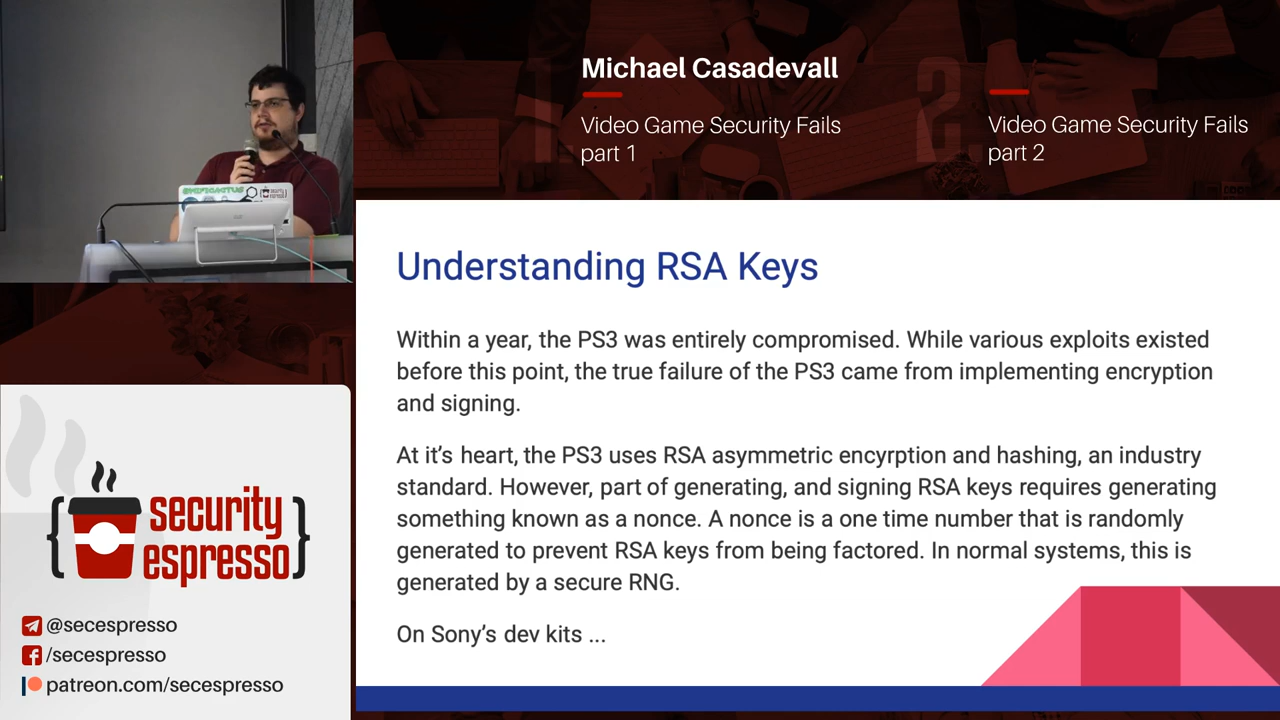 Michael Casadevall
1.
Video Game Security Fails
part 1
2.
Video Game Security Fails
part 2
Understanding RSA Keys
Within a year, the PS3 was entirely compromised. While various exploits existed
before this point, the true failure of the PS3 came from implementing encryption
and signing.
At it's heart, the PS3 uses RSA asymmetric encyrption and hashing, an industry
standard. However, part of generating, and signing RSA keys requires generating
something known as a nonce. A nonce is a one time number that is randomly
generated to prevent RSA keys from being factored. In normal systems, this is
generated by a secure RNG.
On Sony's dev kits ...
{security
espresso}
@secespresso
/secespresso
patreon.com/secespresso